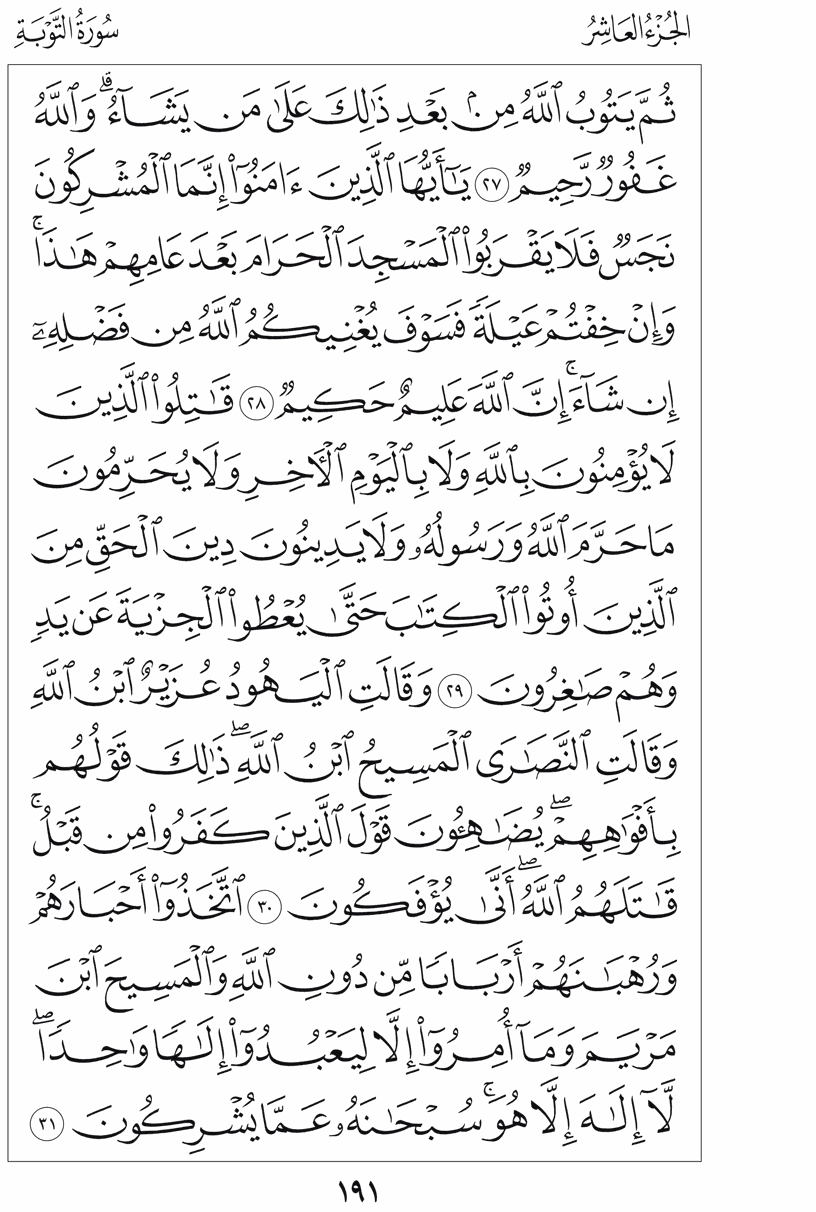 الجُزْءُ العَاشِرُ
سُورَةُ التَّوْبَةِ
ثُمَّ يَتُوبُ ٱللَّهُ مِنۢ بَعْدِ ذَٰلِكَ عَلَىٰ مَن يَشَآءُۗ وَٱللَّهُ
غَفُورٌ رَّحِيمٌ ٢٧ يَٰٓأَيُّهَا ٱلَّذِينَ ءَامَنُوٓا۟ إِنَّمَا ٱلْمُشْرِكُونَ
نَجَسٌ فَلَا يَقْرَبُوا۟ ٱلْمَسْجِدَ ٱلْحَرَامَ بَعْدَ عَامِهِمْ هَٰذَاۚ
وَإِنْ خِفْتُمْ عَيْلَةً فَسَوْفَ يُغْنِيكُمُ ٱللَّهُ مِن فَضْلِهِۦٓ
إِن شَآءَۚ إِنَّ ٱللَّهَ عَلِيمٌ حَكِيمٌ ٢٨ قَٰتِلُوا۟ ٱلَّذِينَ
لَا يُؤْمِنُونَ بِٱللَّهِ وَلَا بِٱلْيَوْمِ ٱلْءَاخِرِ وَلَا يُحَرِّمُونَ
مَا حَرَّمَ ٱللَّهُ وَرَسُولُهُۥ وَلَا يَدِينُونَ دِينَ ٱلْحَقِّ مِنَ
ٱلَّذِينَ أُوتُوا۟ ٱلْكِتَٰبَ حَتَّىٰ يُعْطُوا۟ ٱلْجِزْيَةَ عَن يَدٍ
وَهُمْ صَٰغِرُونَ ٢٩ وَقَالَتِ ٱلْيَهُودُ عُزَيْرٌ ٱبْنُ ٱللَّهِ
وَقَالَتِ ٱلنَّصَٰرَى ٱلْمَسِيحُ ٱبْنُ ٱللَّهِۖ ذَٰلِكَ قَوْلُهُم
بِأَفْوَٰهِهِمْۖ يُضَٰهِـُٔونَ قَوْلَ ٱلَّذِينَ كَفَرُوا۟ مِن قَبْلُۚ
قَٰتَلَهُمُ ٱللَّهُۖ أَنَّىٰ يُؤْفَكُونَ ٣٠ ٱتَّخَذُوٓا۟ أَحْبَارَهُمْ
وَرُهْبَٰنَهُمْ أَرْبَابًا مِّن دُونِ ٱللَّهِ وَٱلْمَسِيحَ ٱبْنَ
مَرْيَمَ وَمَآ أُمِرُوٓا۟ إِلَّا لِيَعْبُدُوٓا۟ إِلَٰهًا وَٰحِدًاۖ
لَّآ إِلَٰهَ إِلَّا هُوَۚ سُبْحَٰنَهُۥ عَمَّا يُشْرِكُونَ ٣١
١٩١